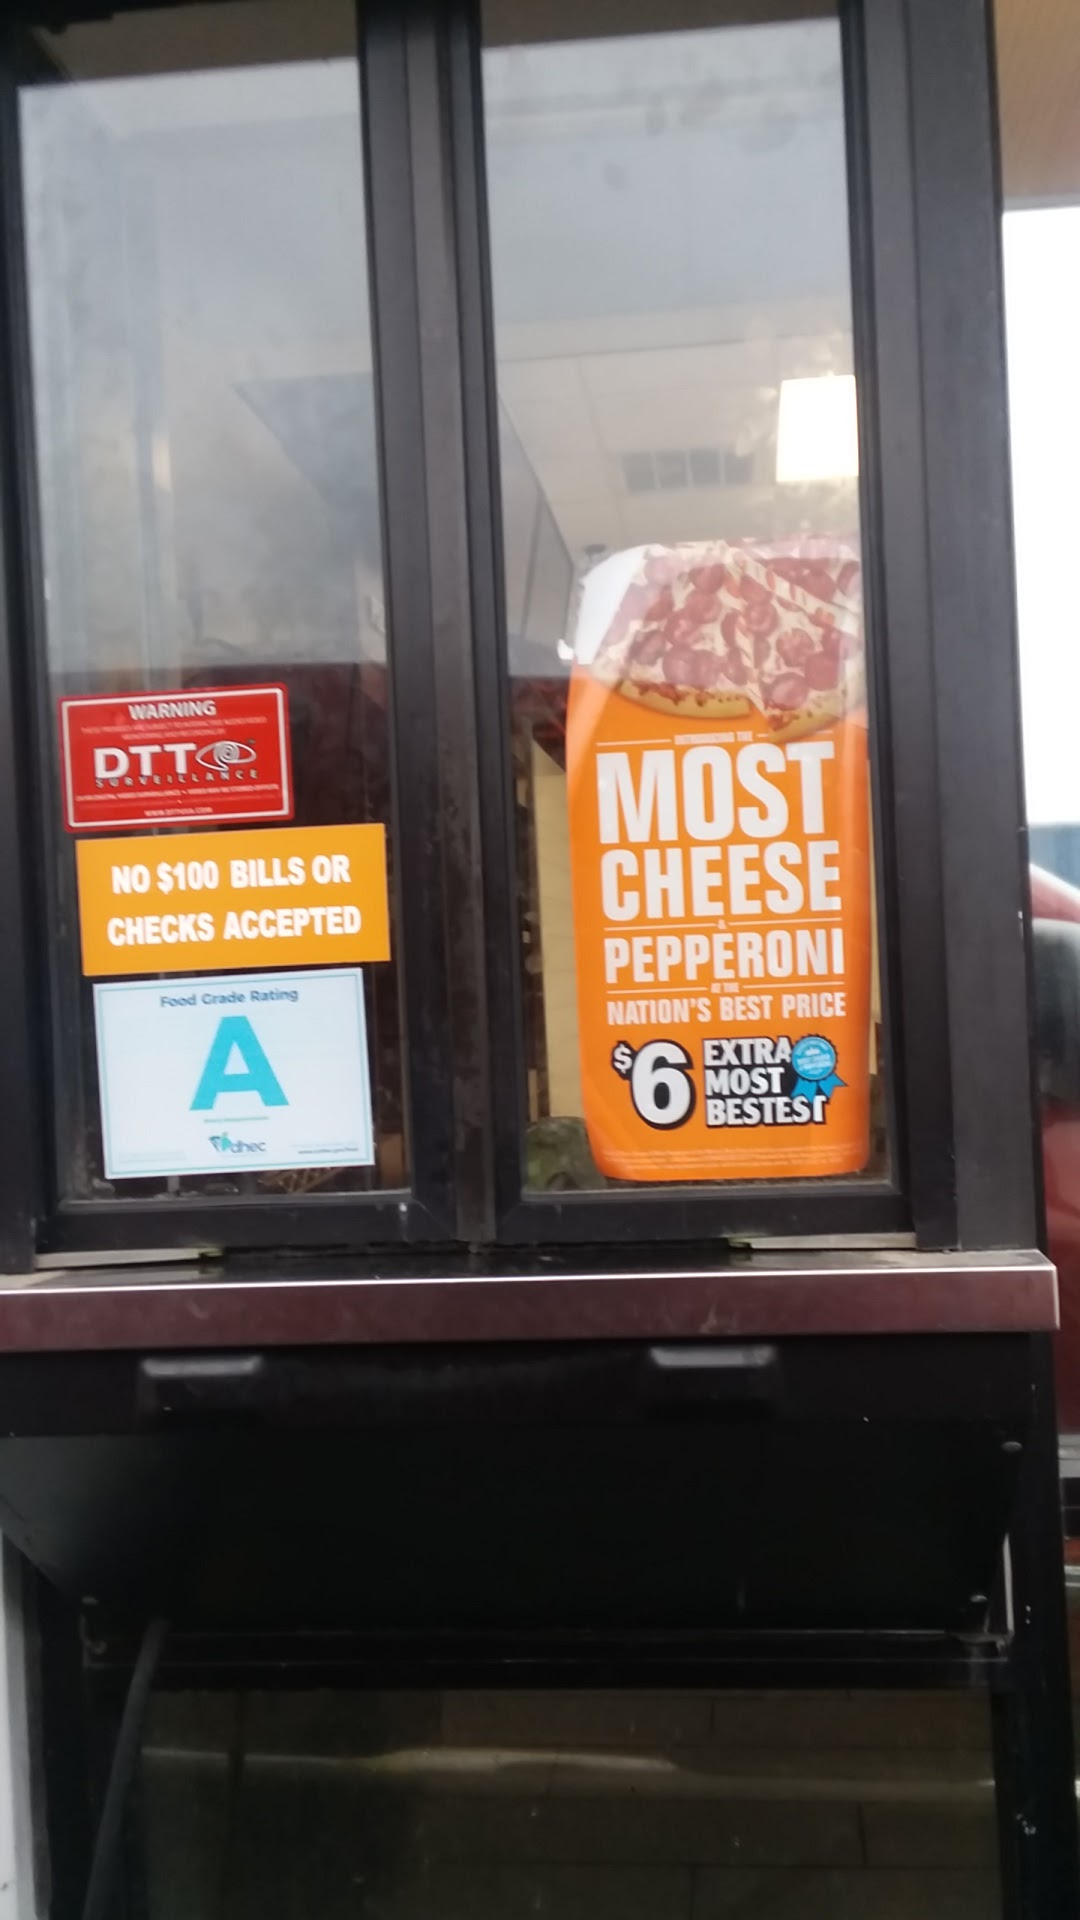 WARNING
DTT
SURVEILLANCE
NO $100 BILLS OR
CHECKS ACCEPTED
Food Grade Rating
A
dhec
INTRODUCING THE
MOST
CHEESE
&
PEPPERONI
AT THE
NATION'S BEST PRICE
$6 EXTRA
MOST
BESTEST